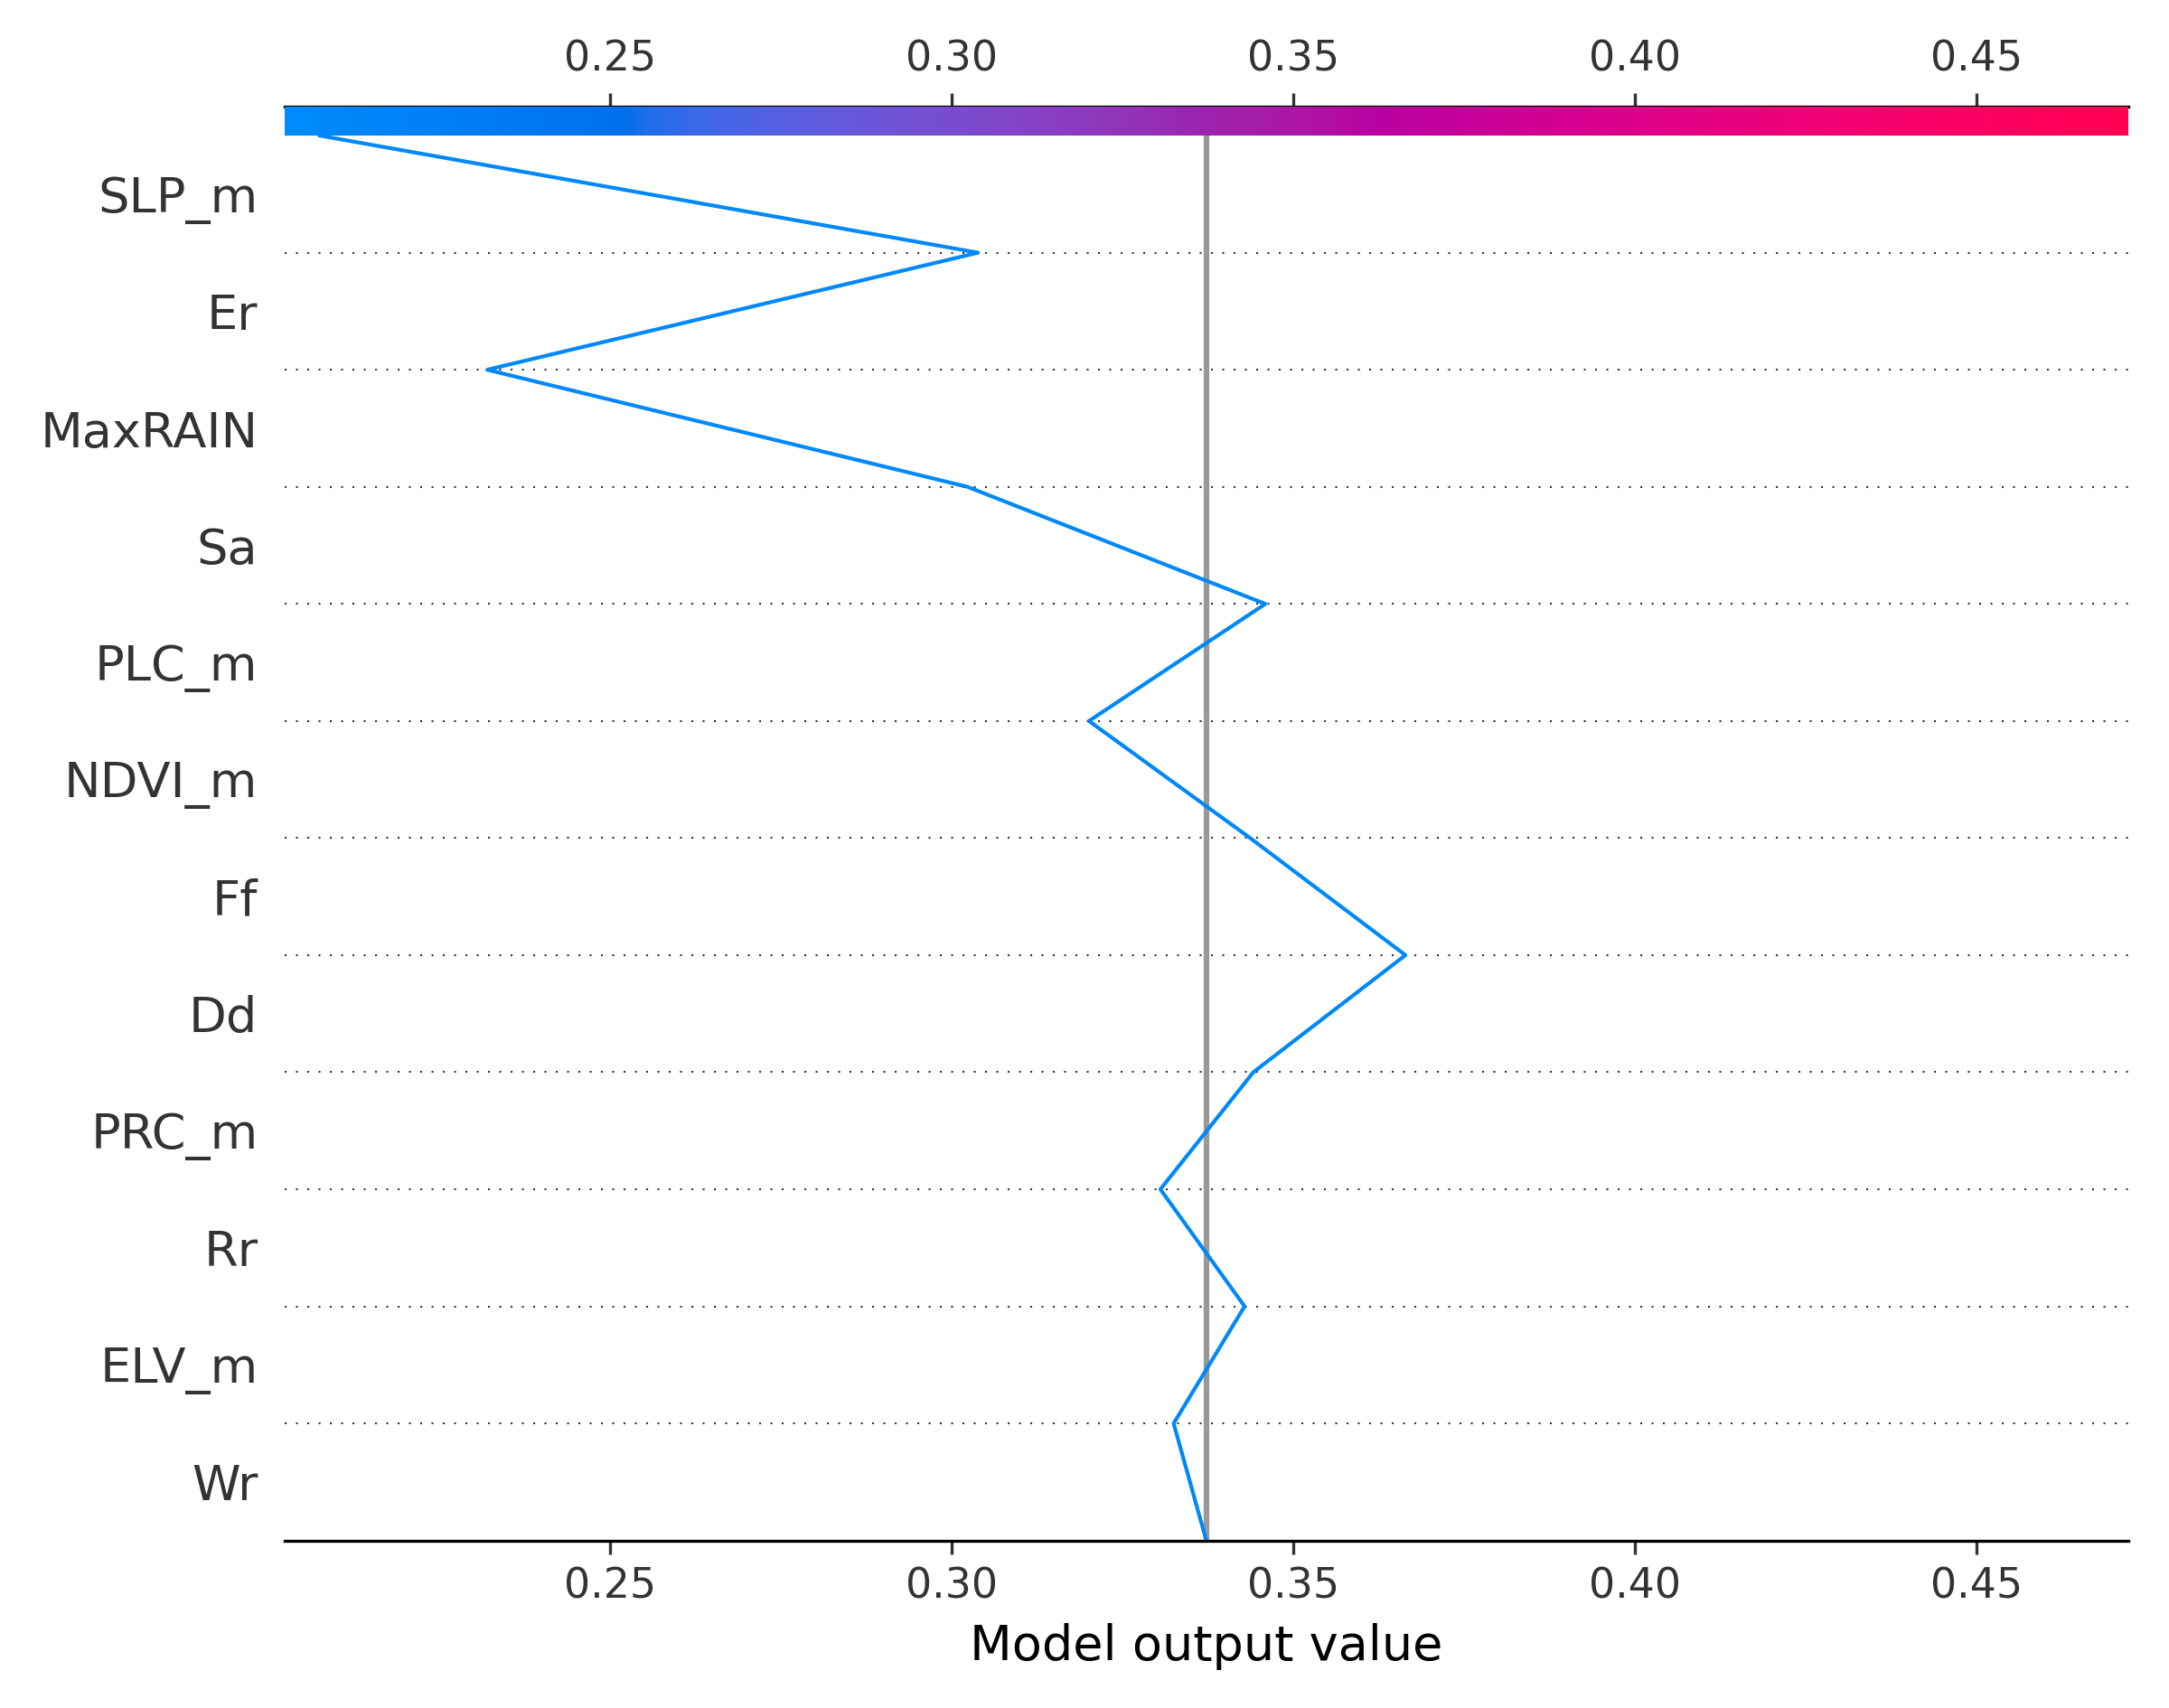 0.25 0.30 0.35 0.40 0.45
SLP_m
Er
MaxRAIN
Sa
PLC_m
NDVI_m
Ff
Dd
PRC_m
Rr
ELV_m
Wr
0.25 0.30 0.35 0.40 0.45
Model output value